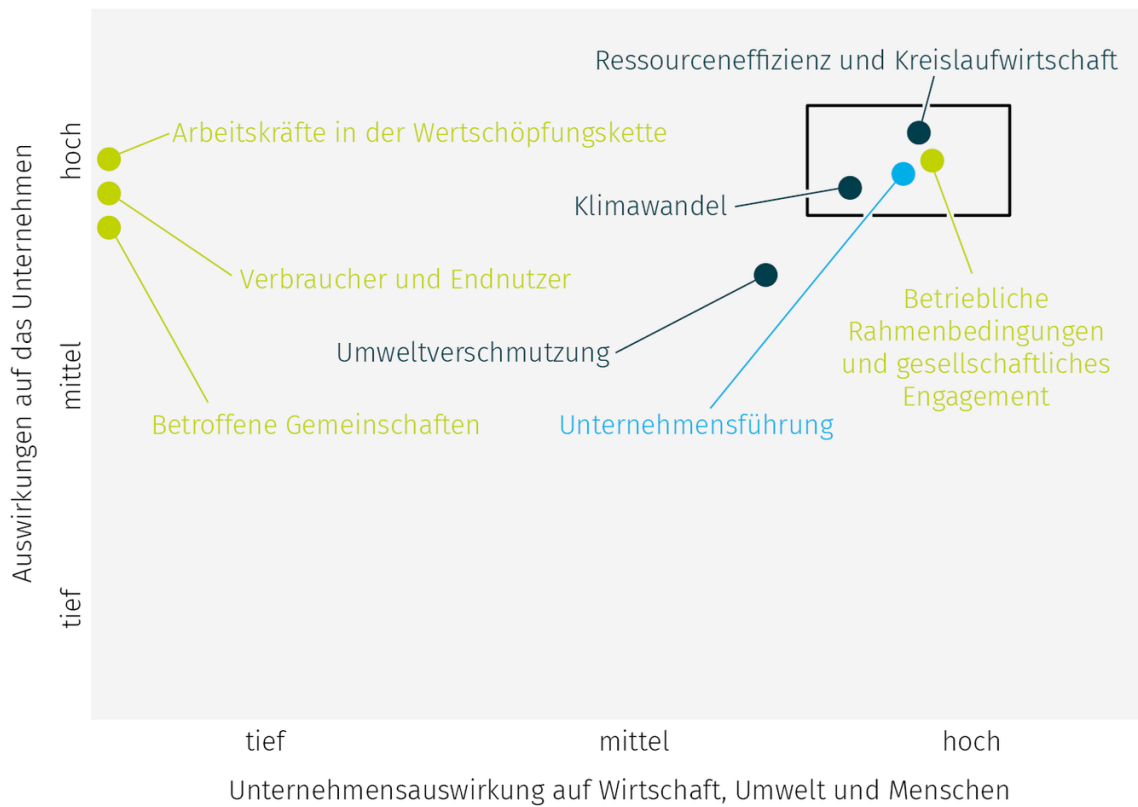 Ressourceneffizienz und Kreislaufwirtschaft
Arbeitskräfte in der Wertschöpfungskette
Klimawandel
Verbraucher und Endnutzer
Betriebliche
Rahmenbedingungen
und gesellschaftliches
Engagement
Umweltverschmutzung
Betroffene Gemeinschaften
Unternehmensführung
Auswirkungen auf das Unternehmen
hoch
mittel
tief
tief
mittel
hoch
Unternehmensauswirkung auf Wirtschaft, Umwelt und Menschen